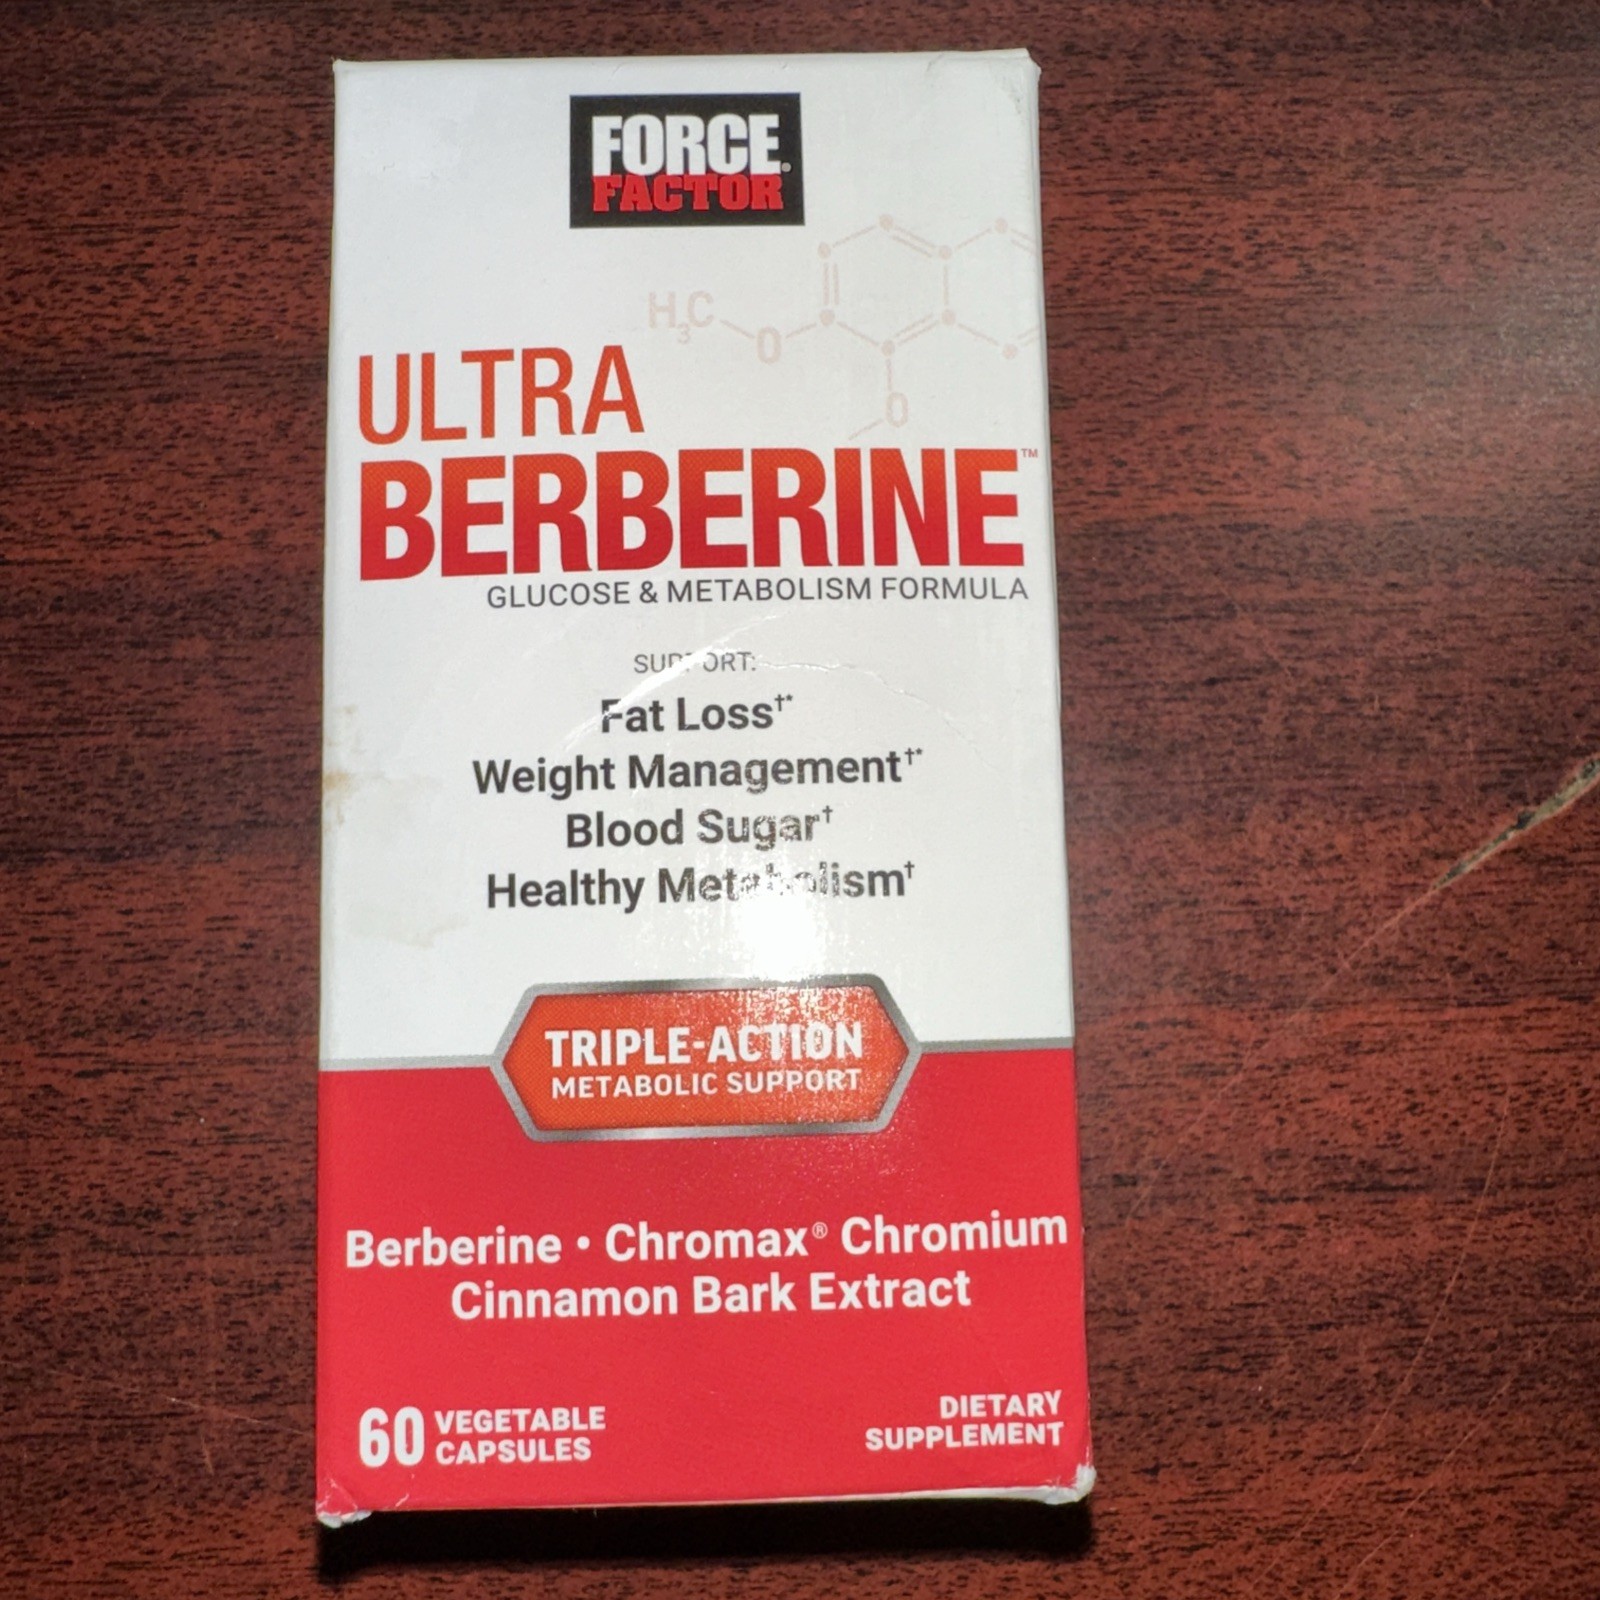 FORCE®
FACTOR
H₃C
O
O
ULTRA
BERBERINE™
GLUCOSE & METABOLISM FORMULA
SUPPORT:
Fat Loss†*
Weight Management†*
Blood Sugar†
Healthy Metabolism†
TRIPLE-ACTION
METABOLIC SUPPORT
Berberine • Chromax® Chromium
Cinnamon Bark Extract
60 VEGETABLE
CAPSULES
DIETARY
SUPPLEMENT